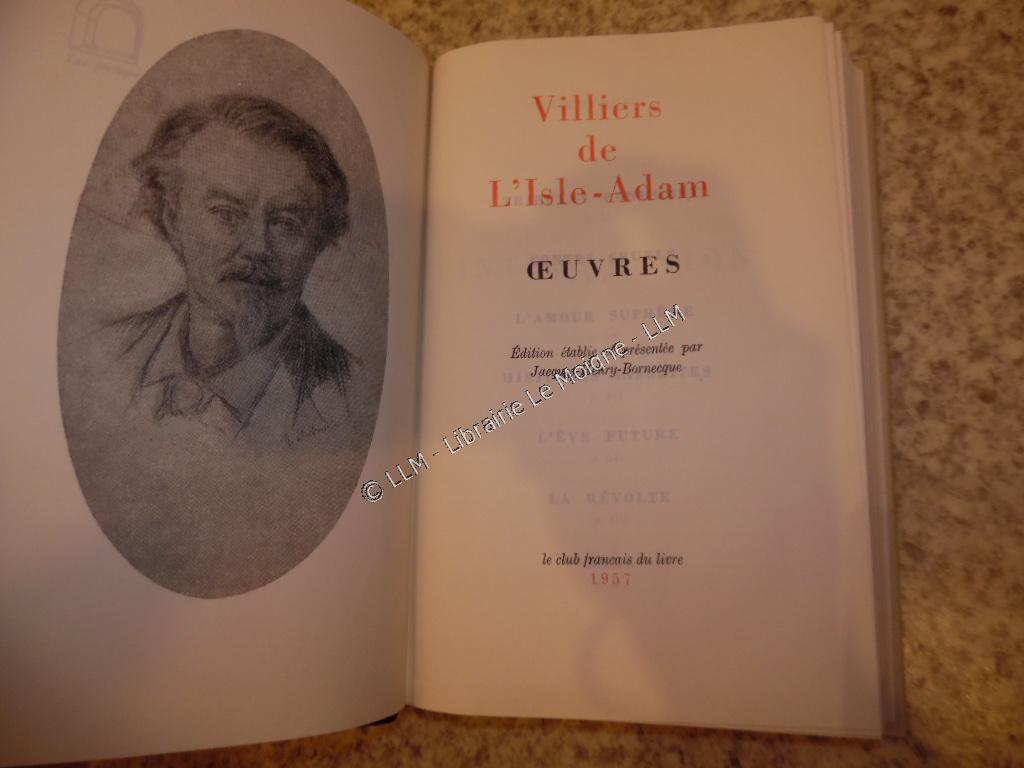 Villiers
de
L'Isle-Adam
ŒUVRES
L'AMOUR SUPRÊME
Édition établie et présentée par
Jacques Henry-Bornecque
L'ÈVE FUTURE
LA RÉVOLTE
le club français du livre
1957
© LLM - Librairie Le Moigne - LLM